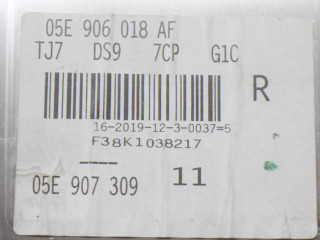 05E 906 018 AF
TJ7 DS9 7CP G1C
R
16-2019-12-3-0037=5
F38K1038217
05E 907 309 11